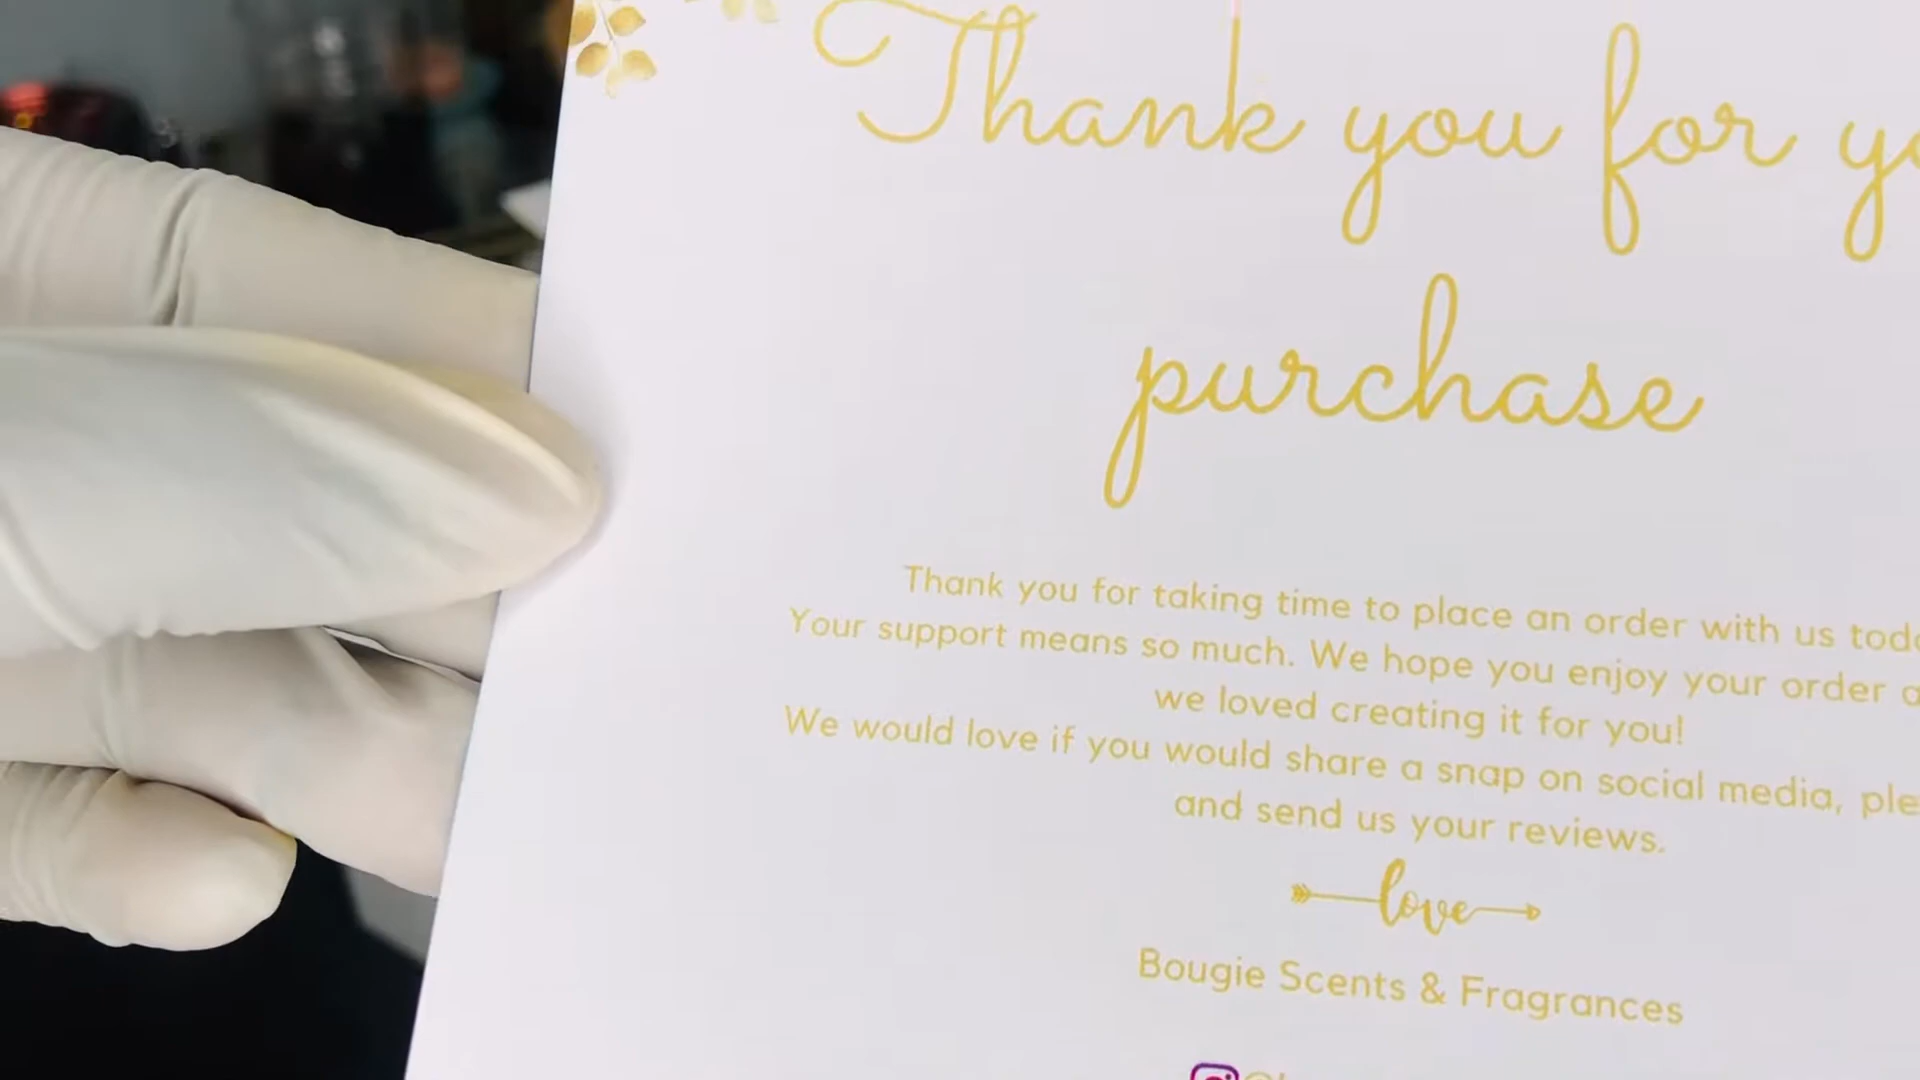 Thank you for
purchase
Thank you for taking time to place an order with us
Your support means so much. We hope you enjoy your order
we loved creating it for you!
We would love if you would share a snap on social media,
and send us your reviews.
love
Bougie Scents & Fragrances